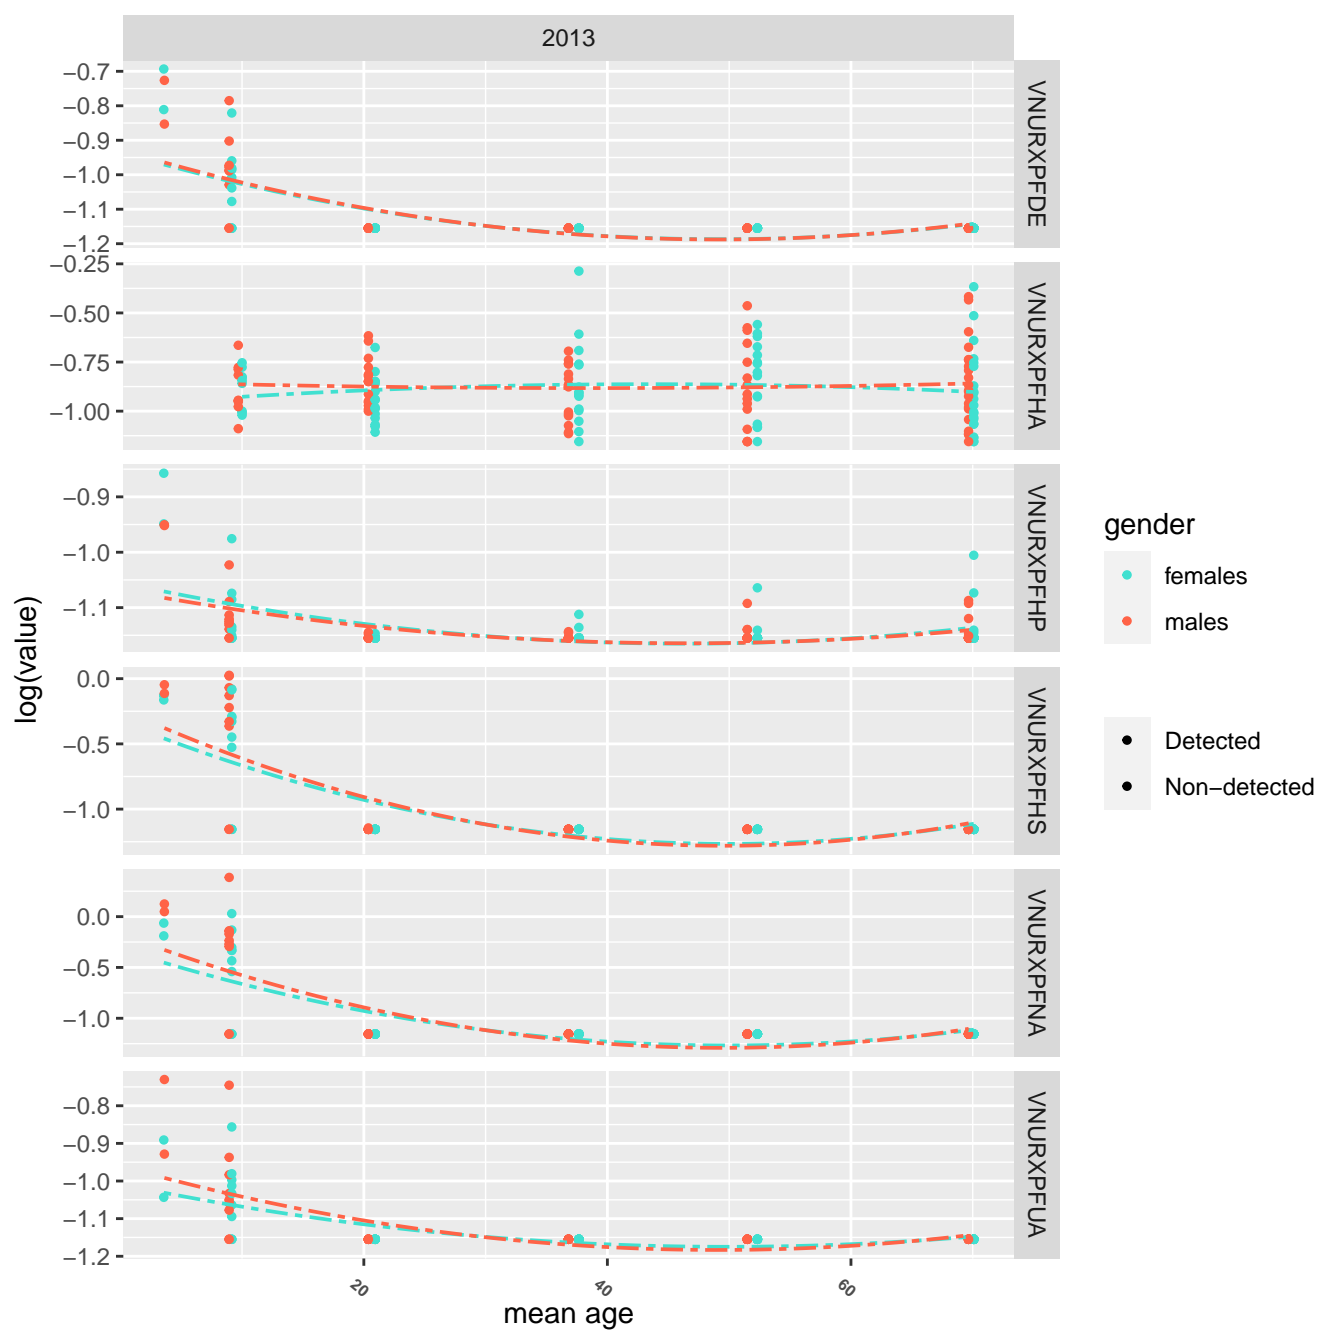 2013
−0.7
−0.8
−0.9
−1.0
−1.1
−1.2
VNURXPFDE
−0.25
−0.50
−0.75
−1.00
VNURXPFHA
−0.9
−1.0
−1.1
VNURXPFHP
0.0
−0.5
−1.0
VNURXPFHS
0.0
−0.5
−1.0
VNURXPFNA
−0.8
−0.9
−1.0
−1.1
−1.2
VNURXPFUA
log(value)
20
40
60
mean age
gender
females
males
Detected
Non−detected